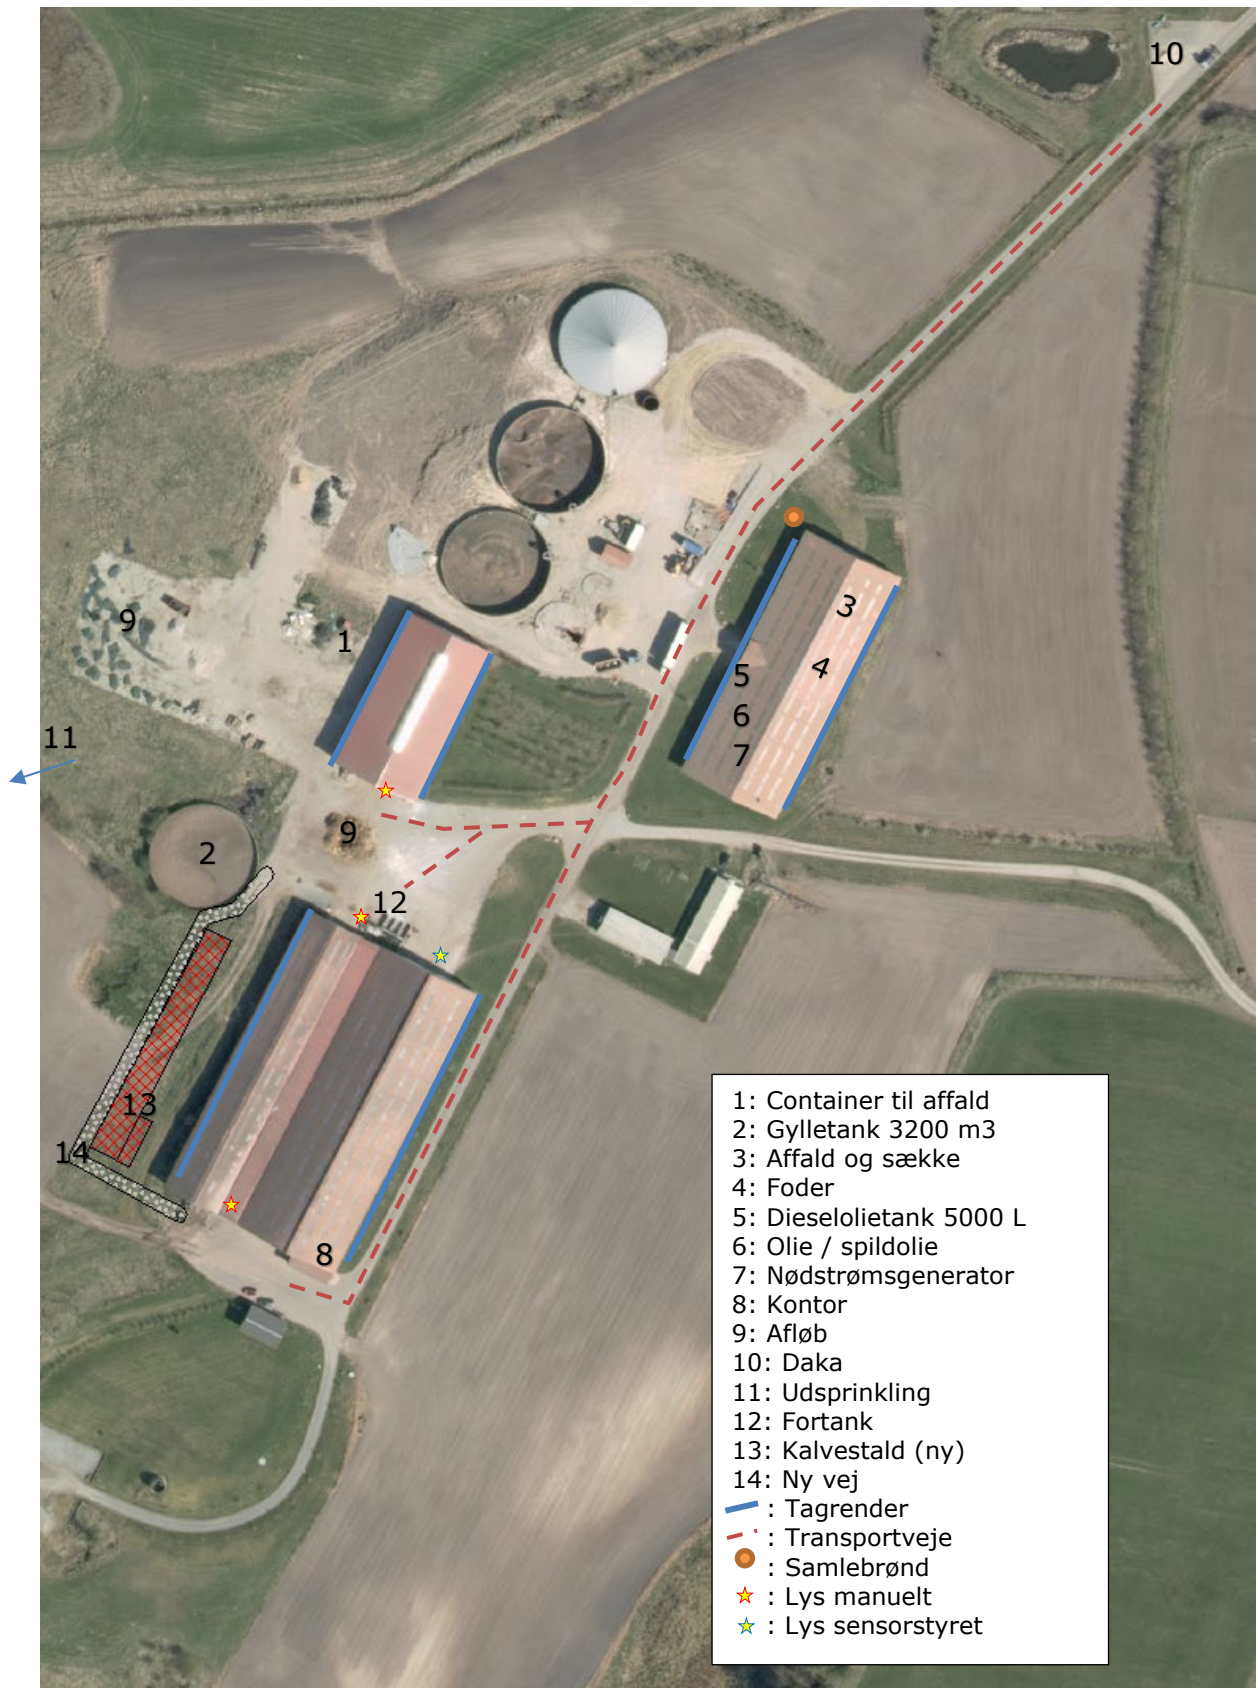 10
3
9
1
4
5
6
7
11
9
2
12
13
14
8
1: Container til affald
2: Gylletank 3200 m3
3: Affald og sække
4: Foder
5: Dieselolietank 5000 L
6: Olie / spildolie
7: Nødstrømsgenerator
8: Kontor
9: Afløb
10: Daka
11: Udsprinkling
12: Fortank
13: Kalvestald (ny)
14: Ny vej
: Tagrender
: Transportveje
: Samlebrønd
: Lys manuelt
: Lys sensorstyret